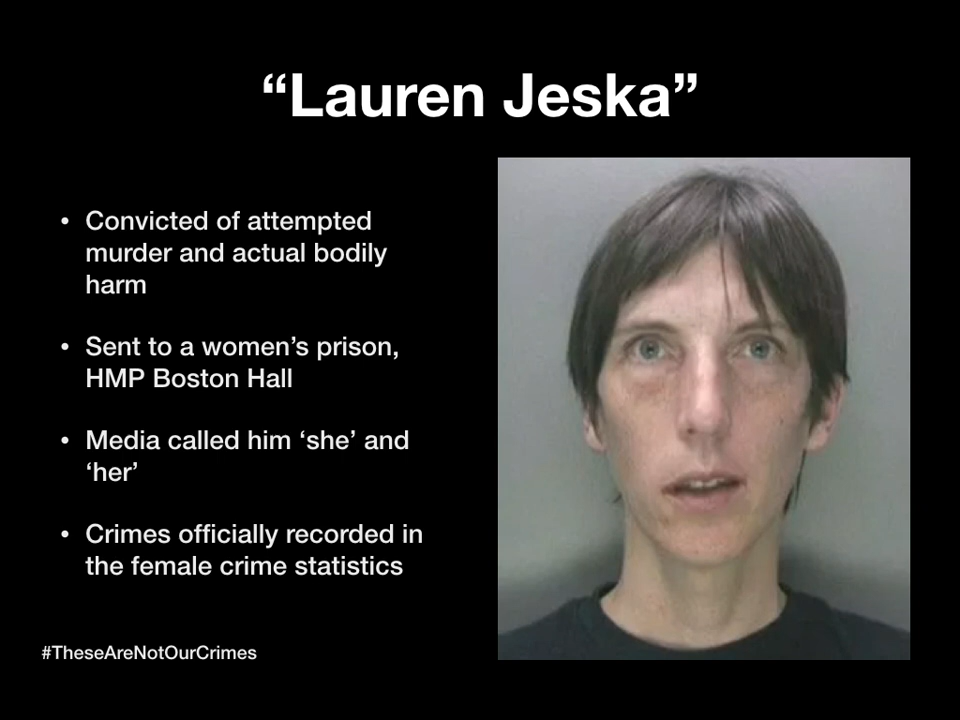 “Lauren Jeska”
• Convicted of attempted
murder and actual bodily
harm
• Sent to a women’s prison,
HMP Boston Hall
• Media called him ‘she’ and
‘her’
• Crimes officially recorded in
the female crime statistics
#TheseAreNotOurCrimes